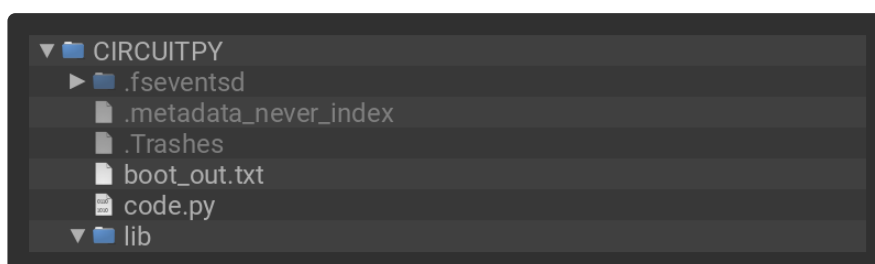 CIRCUITPY
.fseventsd
.metadata_never_index
.Trashes
boot_out.txt
code.py
lib